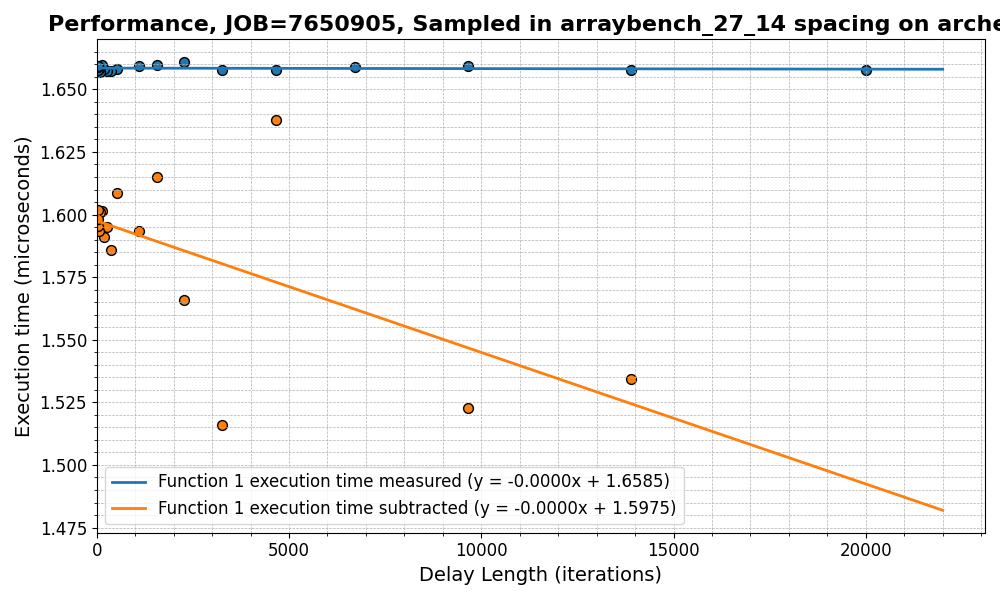 Performance, JOB=7650905, Sampled in arraybench_27_14 spacing on arche
Execution time (microseconds)
1.650
1.625
1.600
1.575
1.550
1.525
1.500
1.475
Function 1 execution time measured (y = -0.0000x + 1.6585)
Function 1 execution time subtracted (y = -0.0000x + 1.5975)
0 5000 10000 15000 20000
Delay Length (iterations)